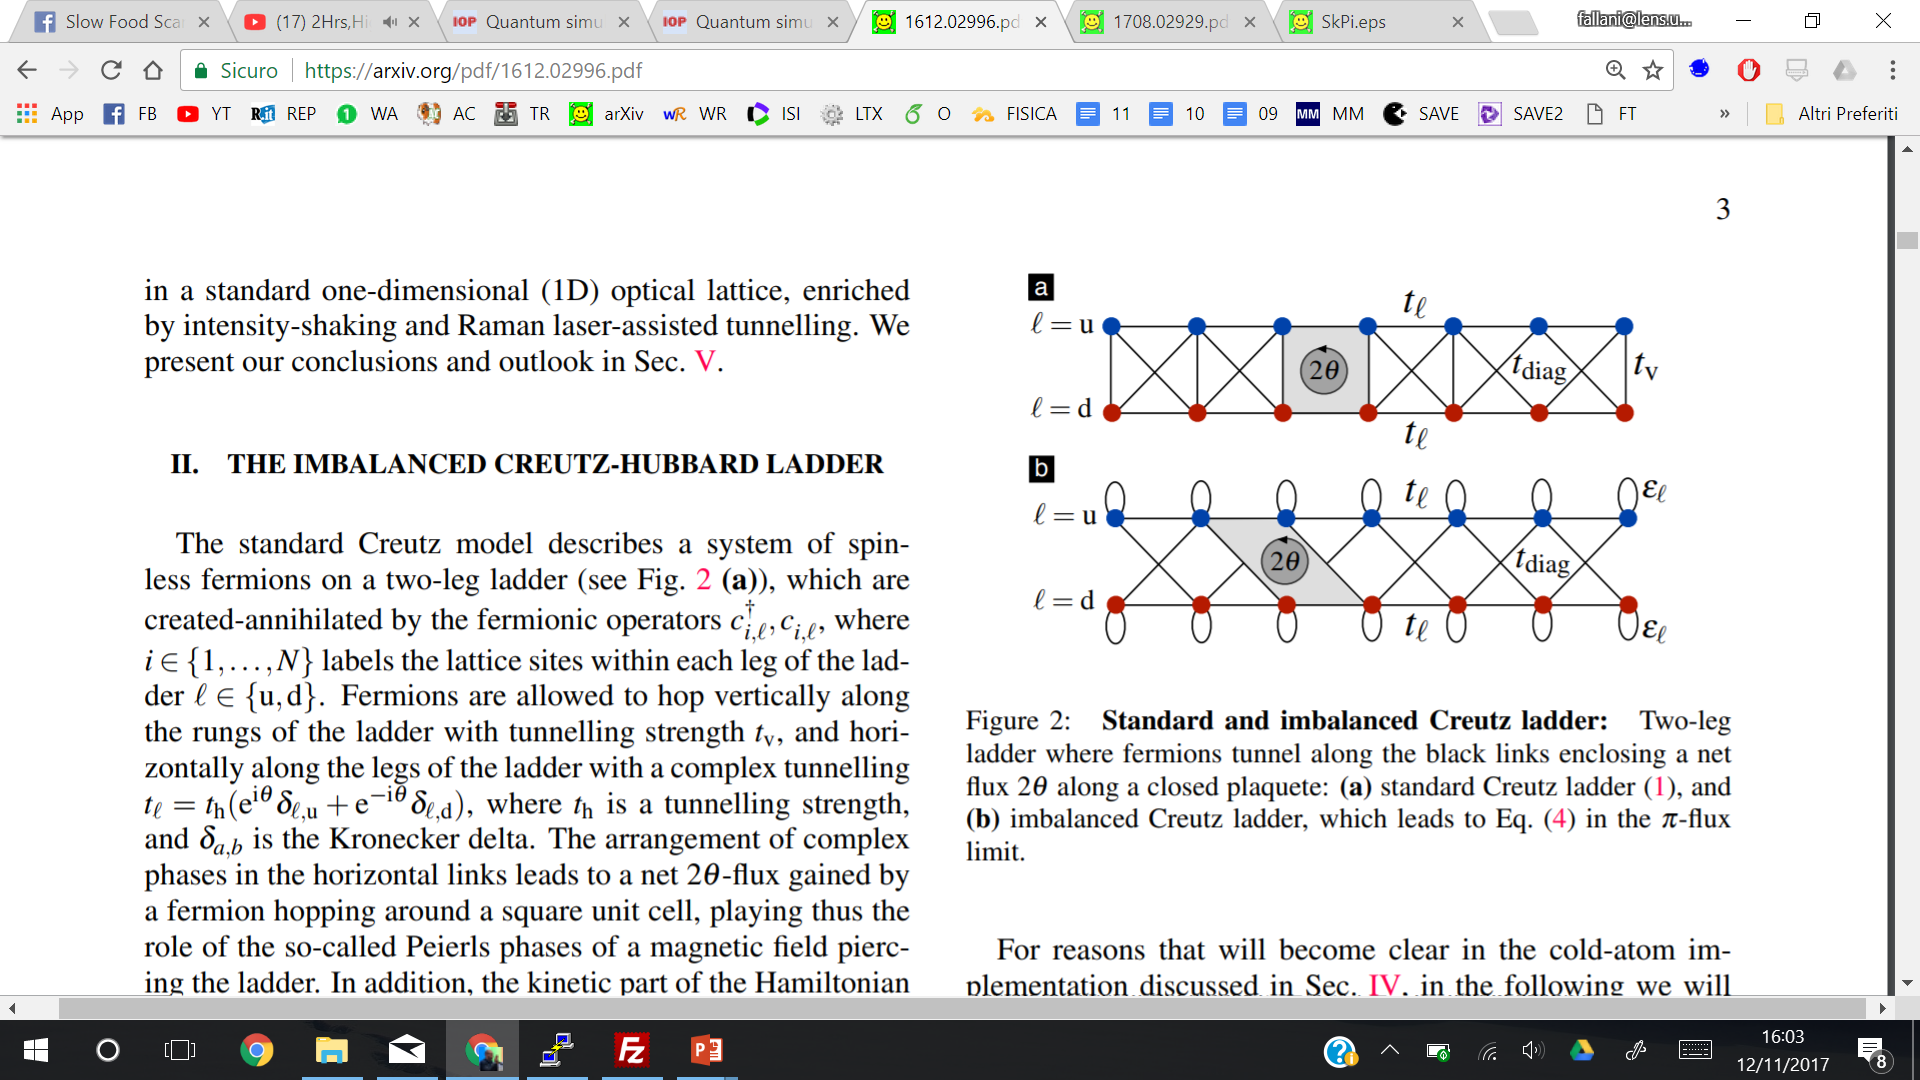 Slow Food Sca
(17) 2Hrs,Hi
IOP Quantum simu
IOP Quantum simu
1612.02996.pd
1708.02929.pd
SkPi.eps
fallani@lens.u...
Sicuro
https://arxiv.org/pdf/1612.02996.pdf
App FB YT REP WA AC TR arXiv WR ISI LTX O FISICA 11 10 09 MM MM SAVE SAVE2 FT » Altri Preferiti
3
in a standard one-dimensional (1D) optical lattice, enriched
by intensity-shaking and Raman laser-assisted tunnelling. We
present our conclusions and outlook in Sec. V.
II. THE IMBALANCED CREUTZ-HUBBARD LADDER
The standard Creutz model describes a system of spin-
less fermions on a two-leg ladder (see Fig. 2 (a)), which are
created-annihilated by the fermionic operators c†i,ℓ, ci,ℓ, where
i ∈ {1,...,N} labels the lattice sites within each leg of the lad-
der ℓ ∈ {u,d}. Fermions are allowed to hop vertically along
the rungs of the ladder with tunnelling strength tv, and hori-
zontally along the legs of the ladder with a complex tunnelling
tℓ = th(e^iθ δℓ,u + e^−iθ δℓ,d), where th is a tunnelling strength,
and δa,b is the Kronecker delta. The arrangement of complex
phases in the horizontal links leads to a net 2θ-flux gained by
a fermion hopping around a square unit cell, playing thus the
role of the so-called Peierls phases of a magnetic field pierc-
ing the ladder. In addition, the kinetic part of the Hamiltonian
a
tℓ
ℓ = u
2θ
tdiag
tv
ℓ = d
tℓ
b
tℓ
εℓ
ℓ = u
2θ
tdiag
ℓ = d
tℓ
εℓ
Figure 2: Standard and imbalanced Creutz ladder: Two-leg
ladder where fermions tunnel along the black links enclosing a net
flux 2θ along a closed plaquete: (a) standard Creutz ladder (1), and
(b) imbalanced Creutz ladder, which leads to Eq. (4) in the π-flux
limit.
For reasons that will become clear in the cold-atom im-
plementation discussed in Sec. IV, in the following we will
16:03
12/11/2017
8